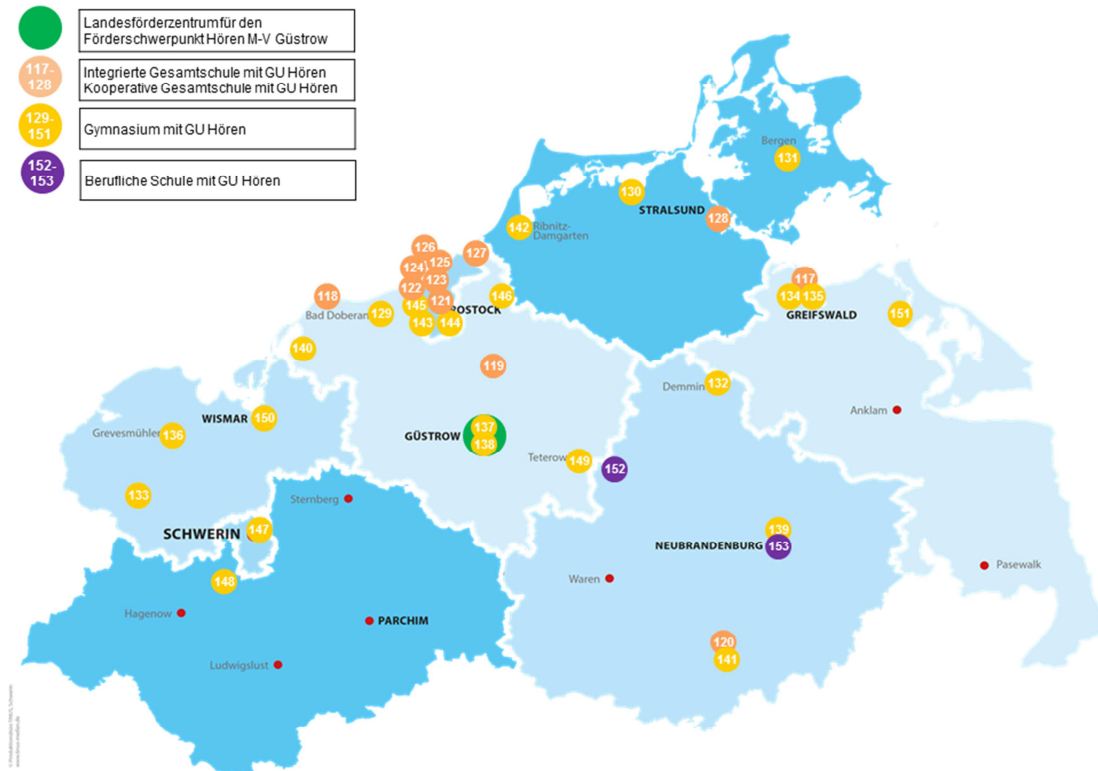 Landesförderzentrumfür den
Förderschwerpunkt Hören M-V Güstrow
117-
128
Integrierte Gesamtschule mit GU Hören
Kooperative Gesamtschule mit GU Hören
129-
151
Gymnasium mit GU Hören
152-
153
Berufliche Schule mit GU Hören
Bergen
131
130
STRALSUND
128
142
Ribnitz-
Damgarten
126
127
125
124
123
122
121
118
117
134
135
146
145
ROSTOCK
Bad Doberan
129
143
144
GREIFSWALD
151
140
119
Demmin
132
Anklam
WISMAR
150
Grevesmühlen
136
GÜSTROW
137
138
Teterow
149
152
133
Sternberg
SCHWERIN
147
139
NEUBRANDENBURG
153
148
Waren
Pasewalk
Hagenow
PARCHIM
120
141
Ludwigslust